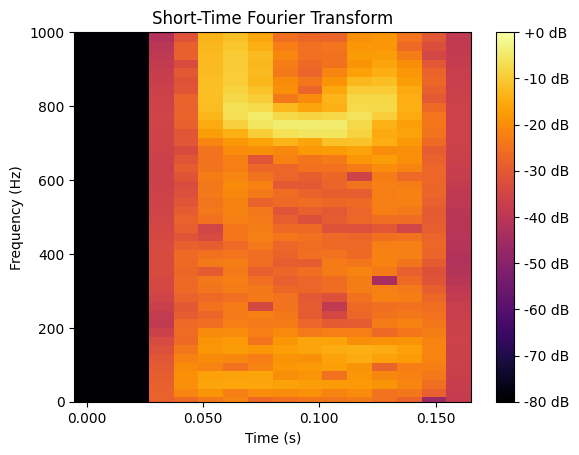 Short-Time Fourier Transform
Frequency (Hz)
1000
800
600
400
200
0
0.000
0.050
0.100
0.150
Time (s)
+0 dB
-10 dB
-20 dB
-30 dB
-40 dB
-50 dB
-60 dB
-70 dB
-80 dB